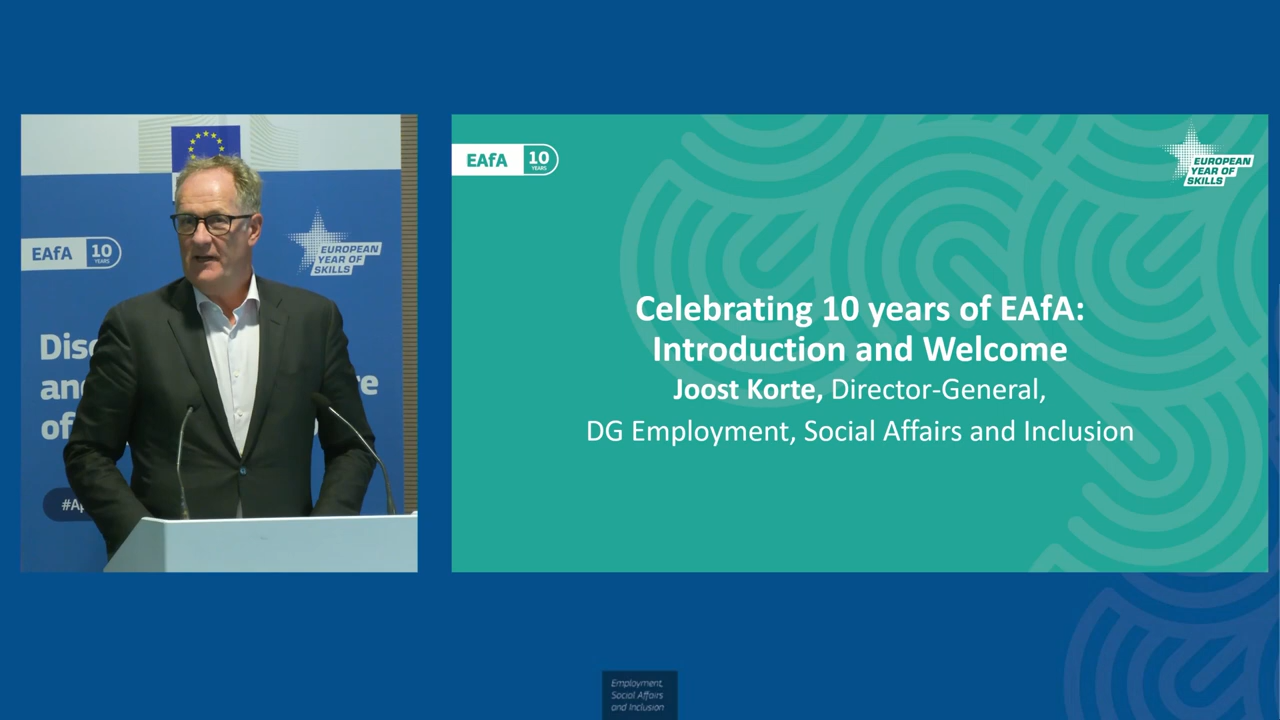 EAfA 10
YEARS
EUROPEAN
YEAR OF
SKILLS
#Ap
EAfA 10
YEARS
EUROPEAN
YEAR OF
SKILLS
Celebrating 10 years of EAfA:
Introduction and Welcome
Joost Korte, Director-General,
DG Employment, Social Affairs and Inclusion
Employment,
Social Affairs
and Inclusion